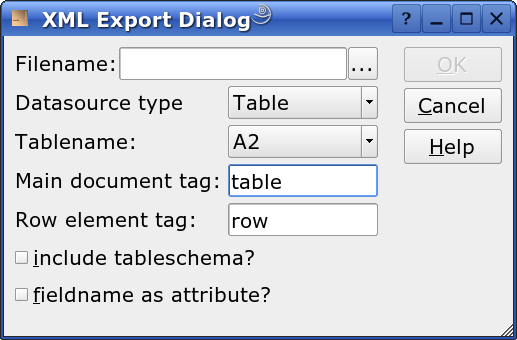 XML Export Dialog
Filename: ... OK
Datasource type Table Cancel
Tablename: A2 Help
Main document tag: table
Row element tag: row
include tableschema?
fieldname as attribute?